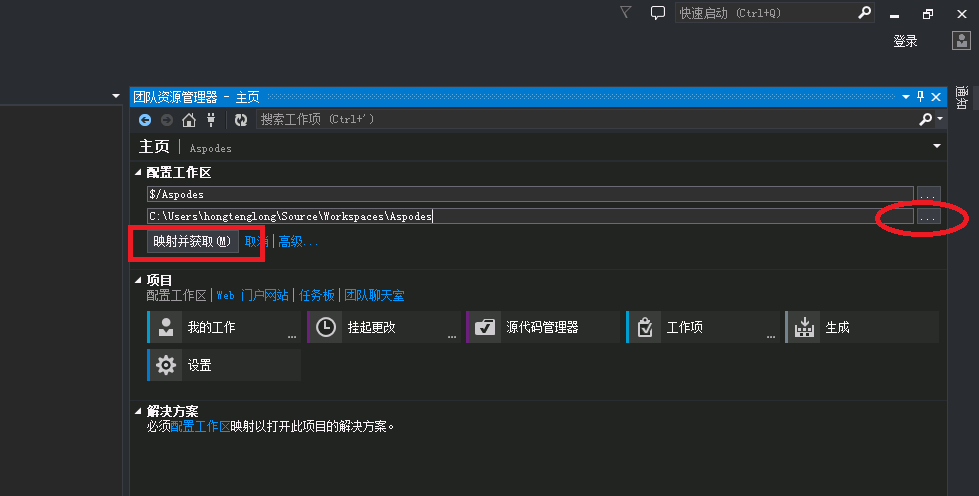 快速启动 (Ctrl+Q)
登录
团队资源管理器 - 主页
通知
搜索工作项 (Ctrl+')
主页 | Aspodes
配置工作区
$/Aspodes
...
C:\Users\hongtenglong\Source\Workspaces\Aspodes
...
映射并获取(M) 取消 | 高级...
项目
配置工作区 | Web 门户网站 | 任务板 | 团队聊天室
我的工作 ... 挂起更改 ... 源代码管理器 工作项 ... 生成
设置
解决方案
必须配置工作区映射以打开此项目的解决方案。